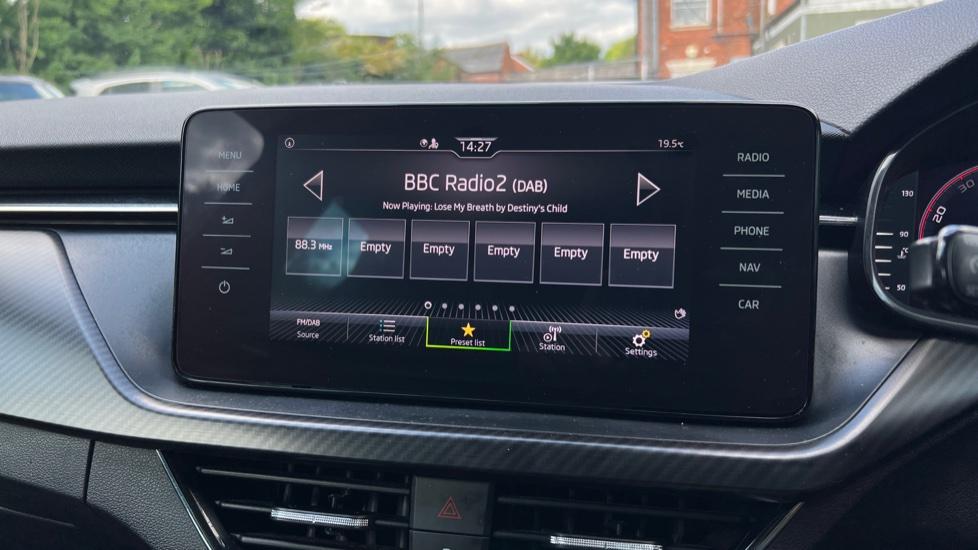 MENU
HOME
14:27
19.5°C
BBC Radio2 (DAB)
Now Playing: Lose My Breath by Destiny's Child
88.3 MHz
Empty
Empty
Empty
Empty
Empty
FM/DAB
Source
Station list
Preset list
Station
Settings
RADIO
MEDIA
PHONE
NAV
CAR
130
90
50
20
30